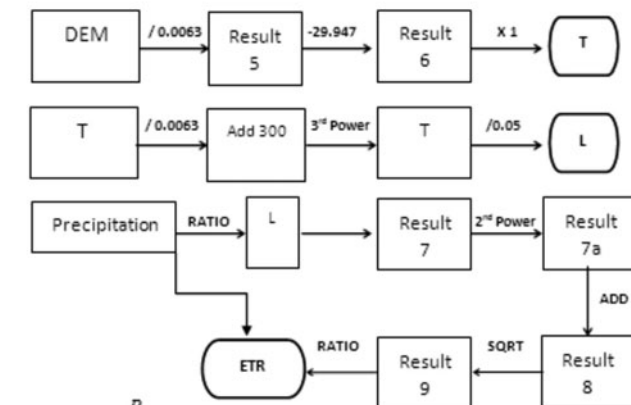 DEM
/ 0.0063
Result
5
-29.947
Result
6
X 1
T
T
/ 0.0063
Add 300
3rd Power
T
/0.05
L
Precipitation
RATIO
L
Result
7
2nd Power
Result
7a
ADD
ETR
RATIO
Result
9
SQRT
Result
8